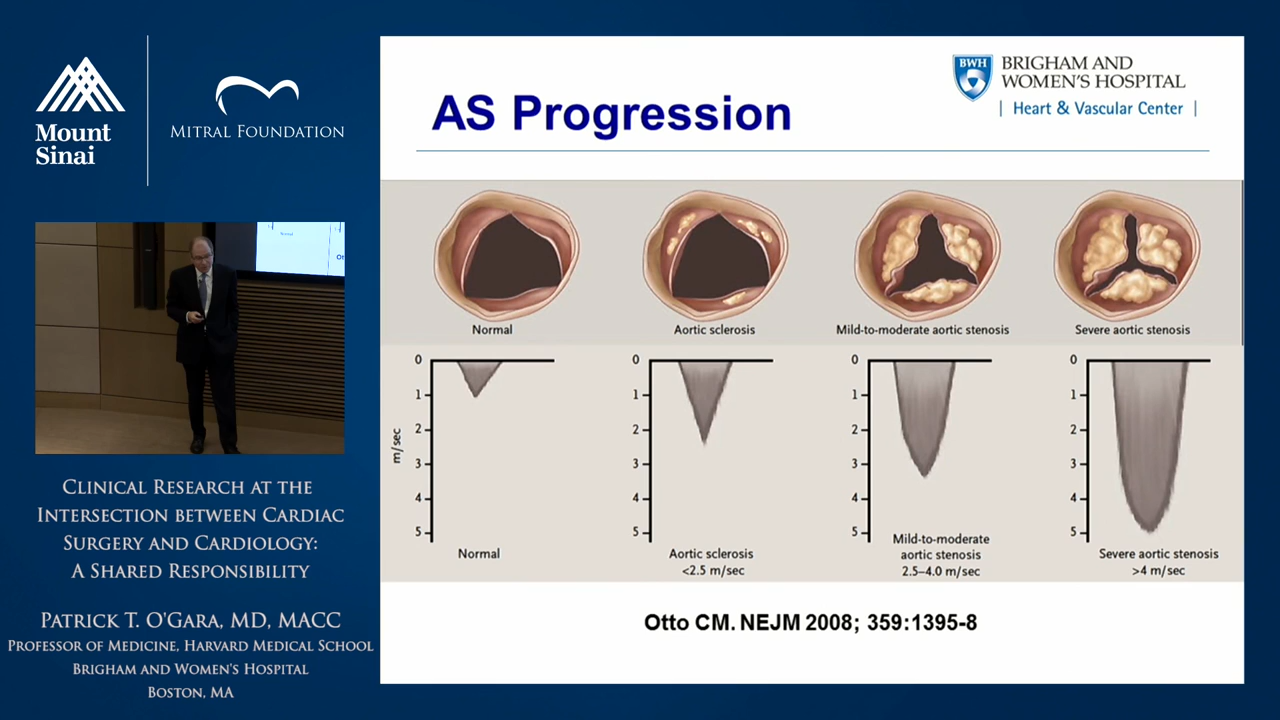 Mount
Sinai
MITRAL FOUNDATION
BWH
BRIGHAM AND
WOMEN'S HOSPITAL
| Heart & Vascular Center |
AS Progression
Normal
Aortic sclerosis
Mild-to-moderate aortic stenosis
Severe aortic stenosis
0
1
2
3
4
5
m/sec
Normal
0
1
2
3
4
5
Aortic sclerosis
<2.5 m/sec
0
1
2
3
4
5
Mild-to-moderate
aortic stenosis
2.5–4.0 m/sec
0
1
2
3
4
5
Severe aortic stenosis
>4 m/sec
Otto CM. NEJM 2008; 359:1395-8
Normal
Ot
CLINICAL RESEARCH AT THE
INTERSECTION BETWEEN CARDIAC
SURGERY AND CARDIOLOGY:
A SHARED RESPONSIBILITY
PATRICK T. O'GARA, MD, MACC
PROFESSOR OF MEDICINE, HARVARD MEDICAL SCHOOL
BRIGHAM AND WOMEN'S HOSPITAL
BOSTON, MA